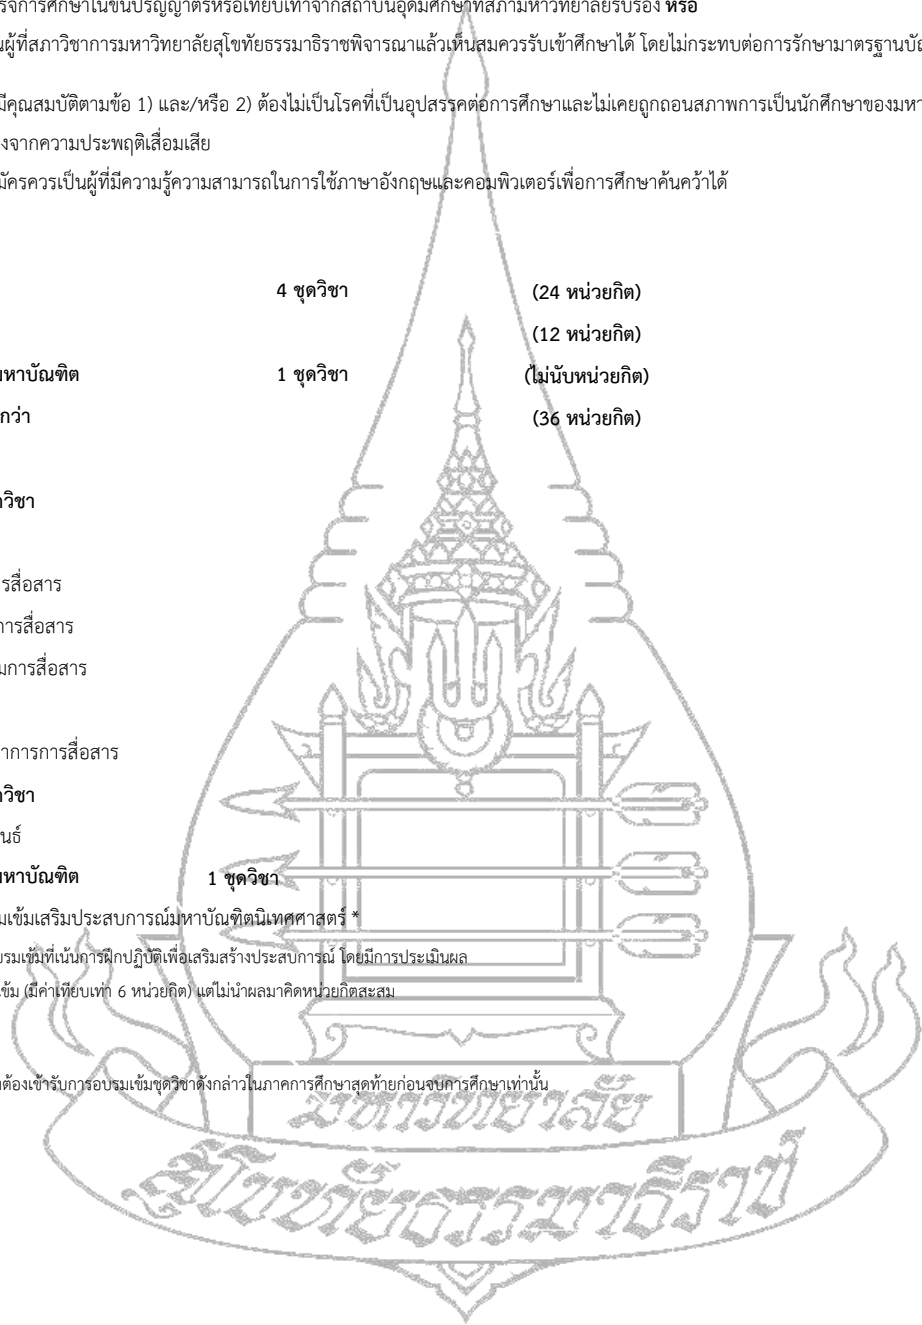 รจการศึกษาในขั้นปริญญาตรีหรือเทียบเท่าจากสถาบันอุดมศึกษาที่สภามหาวิทยาลัยรับรอง หรือ
นผู้ที่สภาวิชาการมหาวิทยาลัยสุโขทัยธรรมาธิราชพิจารณาแล้วเห็นสมควรรับเข้าศึกษาได้ โดยไม่กระทบต่อการรักษามาตรฐานบัณ
มีคุณสมบัติตามข้อ 1) และ/หรือ 2) ต้องไม่เป็นโรคที่เป็นอุปสรรคต่อการศึกษาและไม่เคยถูกถอนสภาพการเป็นนักศึกษาของมหา
งจากความประพฤติเสื่อมเสีย
มัครควรเป็นผู้ที่มีความรู้ความสามารถในการใช้ภาษาอังกฤษและคอมพิวเตอร์เพื่อการศึกษาค้นคว้าได้
4 ชุดวิชา (24 หน่วยกิต)
(12 หน่วยกิต)
มหาบัณฑิต 1 ชุดวิชา (ไม่นับหน่วยกิต)
กว่า (36 หน่วยกิต)
ดวิชา
รสื่อสาร
การสื่อสาร
มการสื่อสาร
าการการสื่อสาร
ดวิชา
นธ์
มหาบัณฑิต 1 ชุดวิชา
มเข้มเสริมประสบการณ์มหาบัณฑิตนิเทศศาสตร์ *
บรมเข้มที่เน้นการฝึกปฏิบัติเพื่อเสริมสร้างประสบการณ์ โดยมีการประเมินผล
เข้ม (มีค่าเทียบเท่า 6 หน่วยกิต) แต่ไม่นำผลมาคิดหน่วยกิตสะสม
าต้องเข้ารับการอบรมเข้มชุดวิชาดังกล่าวในภาคการศึกษาสุดท้ายก่อนจบการศึกษาเท่านั้น
มหาวิทยาลัย
สุโขทัยธรรมาธิราช